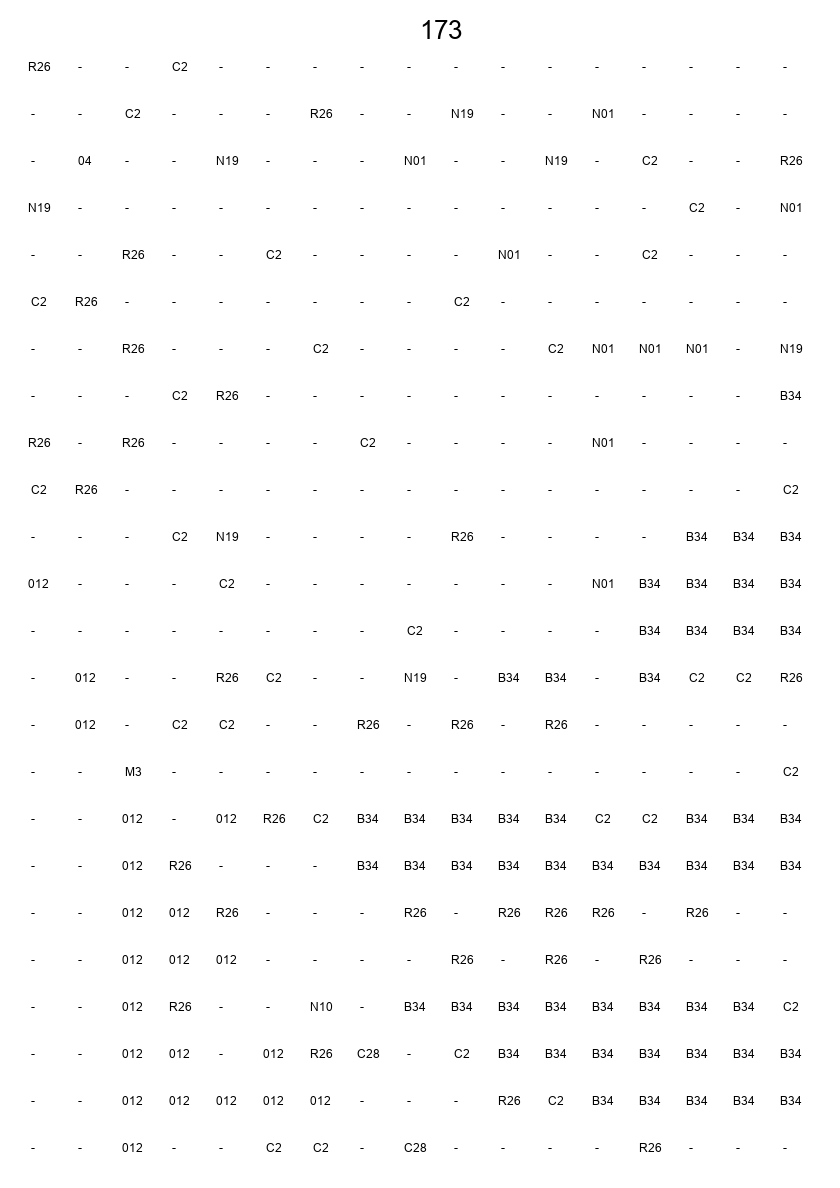 173
R26 - - C2 - - - - - - - - - - - - -
- - C2 - - - R26 - - N19 - - N01 - - - -
- 04 - - N19 - - - N01 - - N19 - C2 - - R26
N19 - - - - - - - - - - - - - C2 - N01
- - R26 - - C2 - - - - N01 - - C2 - - -
C2 R26 - - - - - - - C2 - - - - - - -
- - R26 - - - C2 - - - - C2 N01 N01 N01 - N19
- - - C2 R26 - - - - - - - - - - - B34
R26 - R26 - - - - C2 - - - - N01 - - - -
C2 R26 - - - - - - - - - - - - - - C2
- - - C2 N19 - - - - R26 - - - - B34 B34 B34
012 - - - C2 - - - - - - - N01 B34 B34 B34 B34
- - - - - - - - C2 - - - - B34 B34 B34 B34
- 012 - - R26 C2 - - N19 - B34 B34 - B34 C2 C2 R26
- 012 - C2 C2 - - R26 - R26 - R26 - - - - -
- - M3 - - - - - - - - - - - - - C2
- - 012 - 012 R26 C2 B34 B34 B34 B34 B34 C2 C2 B34 B34 B34
- - 012 R26 - - - B34 B34 B34 B34 B34 B34 B34 B34 B34 B34
- - 012 012 R26 - - - R26 - R26 R26 R26 - R26 - -
- - 012 012 012 - - - - R26 - R26 - R26 - - -
- - 012 R26 - - N10 - B34 B34 B34 B34 B34 B34 B34 B34 C2
- - 012 012 - 012 R26 C28 - C2 B34 B34 B34 B34 B34 B34 B34
- - 012 012 012 012 012 - - - R26 C2 B34 B34 B34 B34 B34
- - 012 - - C2 C2 - C28 - - - - R26 - - -